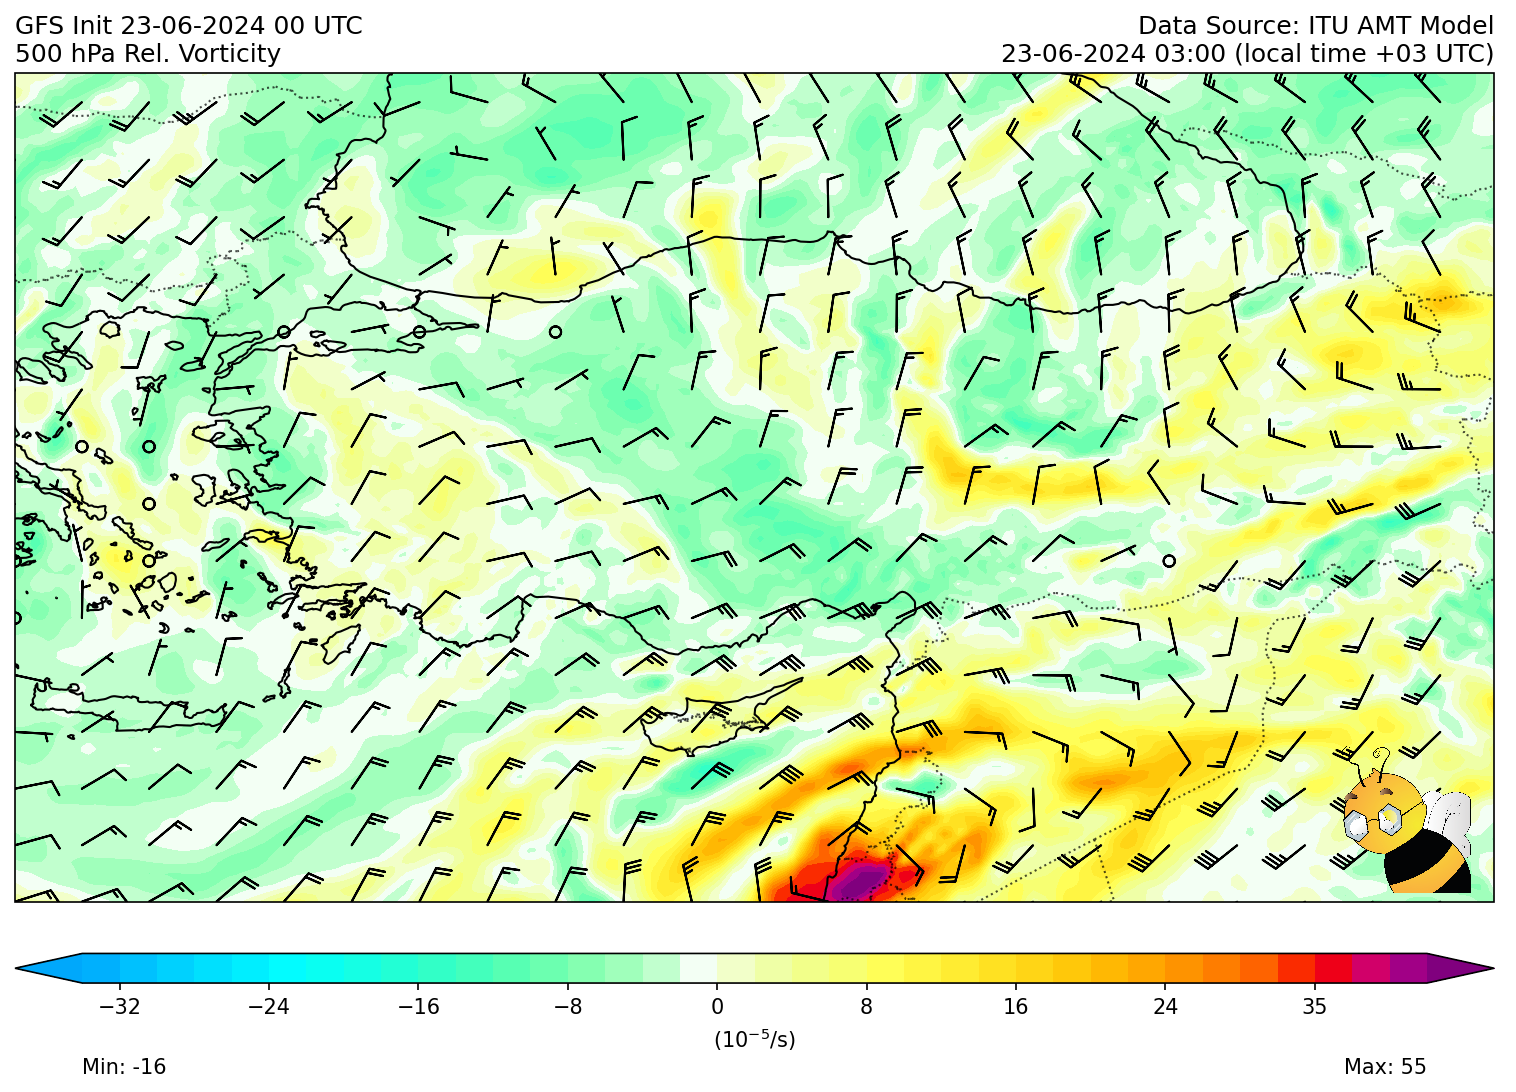 GFS Init 23-06-2024 00 UTC
Data Source: ITU AMT Model
500 hPa Rel. Vorticity
23-06-2024 03:00 (local time +03 UTC)
−32 −24 −16 −8 0 8 16 24 35
(10⁻⁵/s)
Min: -16
Max: 55